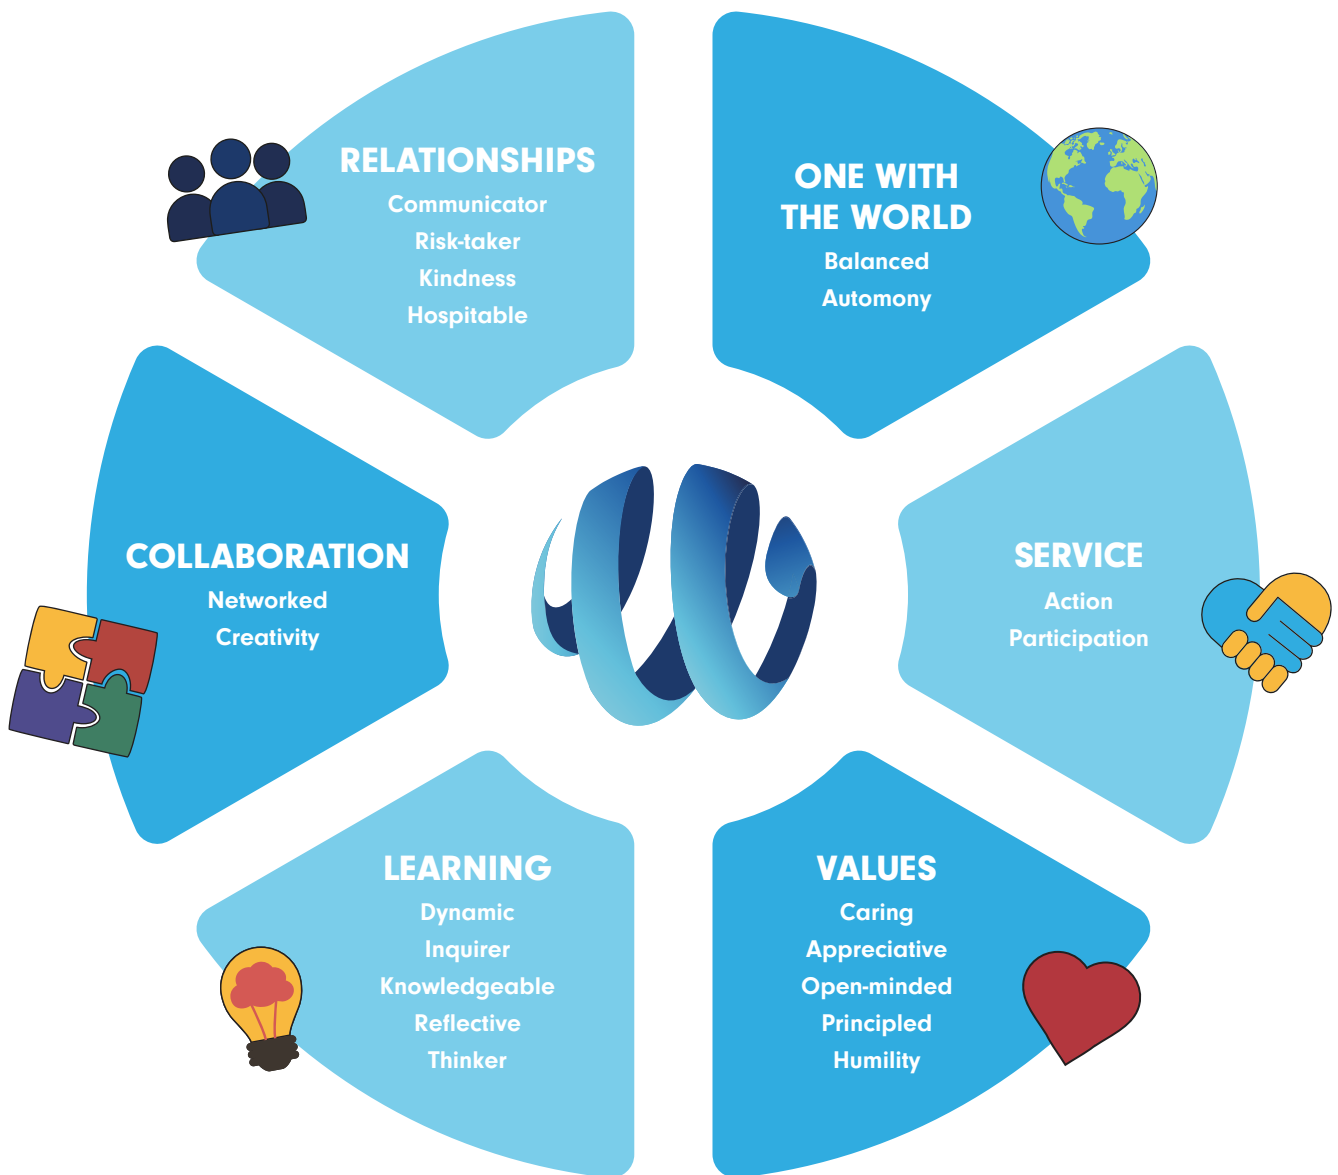 RELATIONSHIPS
Communicator
Risk-taker
Kindness
Hospitable
ONE WITH
THE WORLD
Balanced
Automony
COLLABORATION
Networked
Creativity
SERVICE
Action
Participation
LEARNING
Dynamic
Inquirer
Knowledgeable
Reflective
Thinker
VALUES
Caring
Appreciative
Open-minded
Principled
Humility